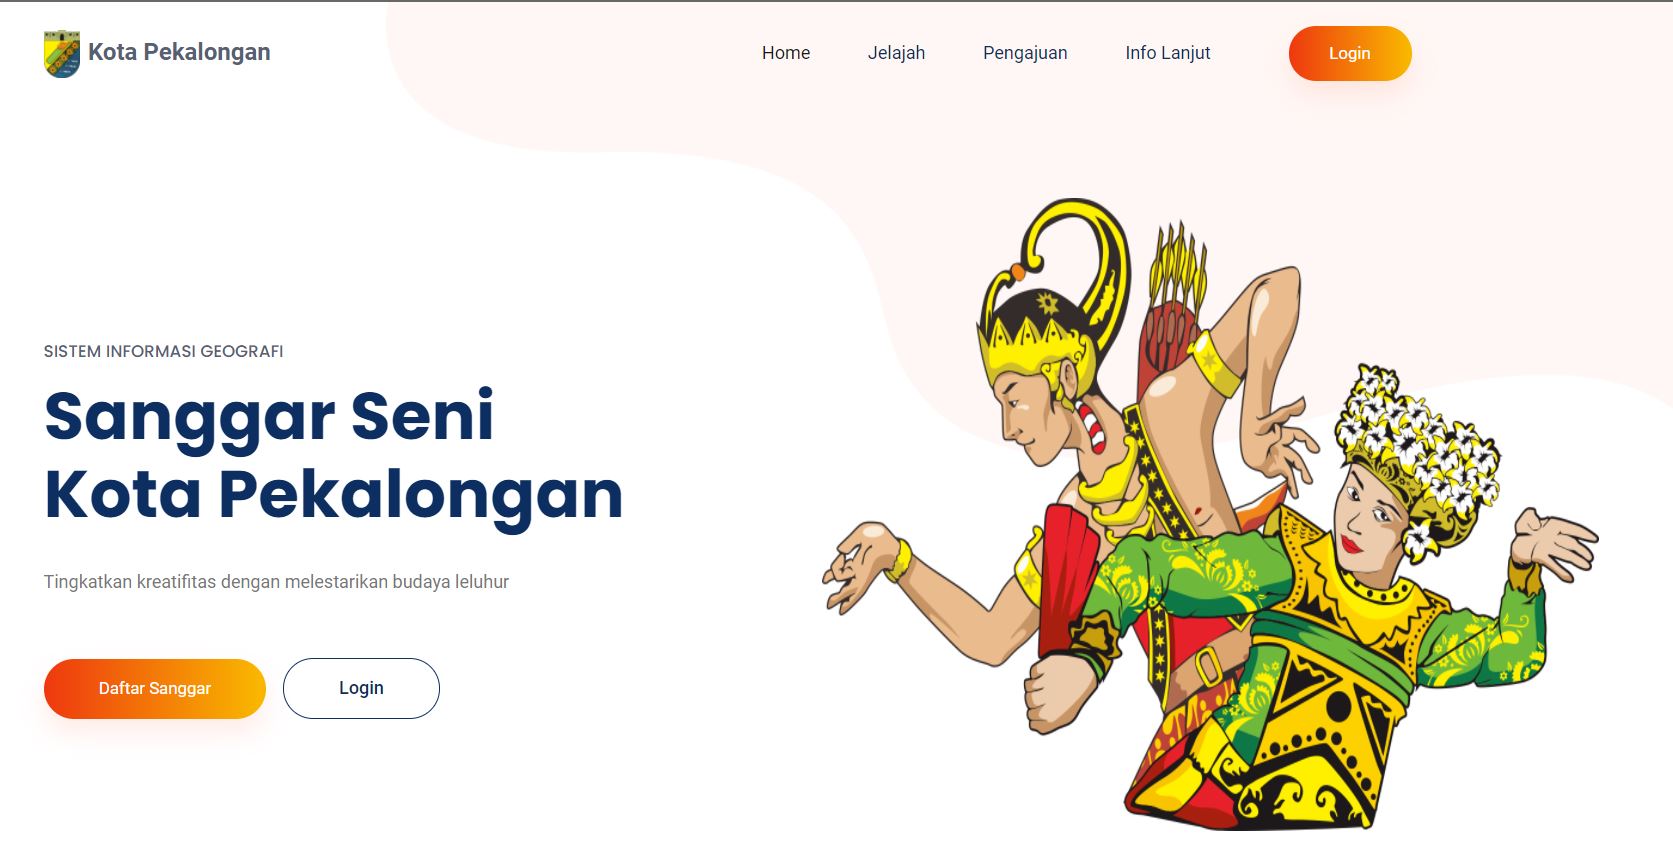 Kota Pekalongan
Home
Jelajah
Pengajuan
Info Lanjut
Login
SISTEM INFORMASI GEOGRAFI
Sanggar Seni
Kota Pekalongan
Tingkatkan kreatifitas dengan melestarikan budaya leluhur
Daftar Sanggar
Login